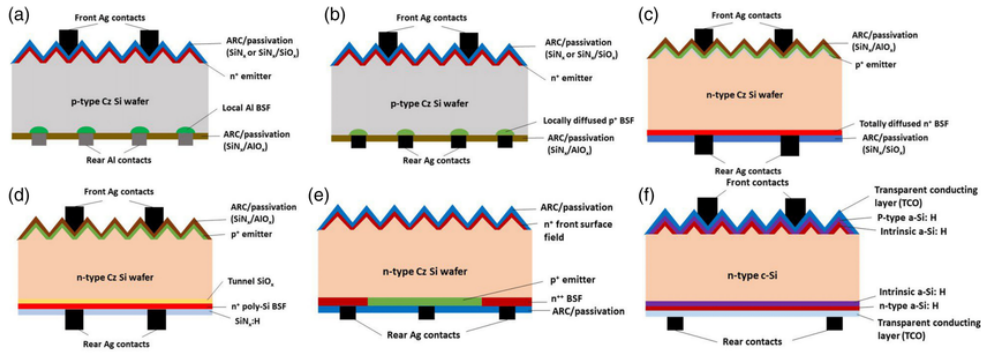 (a)
Front Ag contacts
ARC/passivation
(SiNₓ or SiNₓ/SiOₓ)
n⁺ emitter
p-type Cz Si wafer
Local Al BSF
ARC/passivation
(SiNₓ/AlOₓ)
Rear Al contacts
(b)
Front Ag contacts
ARC/passivation
(SiNₓ or SiNₓ/SiOₓ)
n⁺ emitter
p-type Cz Si wafer
Locally diffused p⁺ BSF
ARC/passivation
(SiNₓ/AlOₓ)
Rear Ag contacts
(c)
Front Ag contacts
ARC/passivation
(SiNₓ/AlOₓ)
p⁺ emitter
n-type Cz Si wafer
Totally diffused n⁺ BSF
ARC/passivation
(SiNₓ/SiOₓ)
Rear Ag contacts
(d)
Front Ag contacts
ARC/passivation
(SiNₓ/AlOₓ)
p⁺ emitter
n-type Cz Si wafer
Tunnel SiOₓ
n⁺ poly-Si BSF
SiNₓ:H
Rear Ag contacts
(e)
ARC/passivation
n⁺ front surface
field
n-type Cz Si wafer
p⁺ emitter
n⁺⁺ BSF
ARC/passivation
Rear Ag contacts
(f)
Front contacts
Transparent conducting
layer (TCO)
P-type a-Si: H
Intrinsic a-Si: H
n-type c-Si
Intrinsic a-Si: H
n-type a-Si: H
Transparent conducting
layer (TCO)
Rear contacts